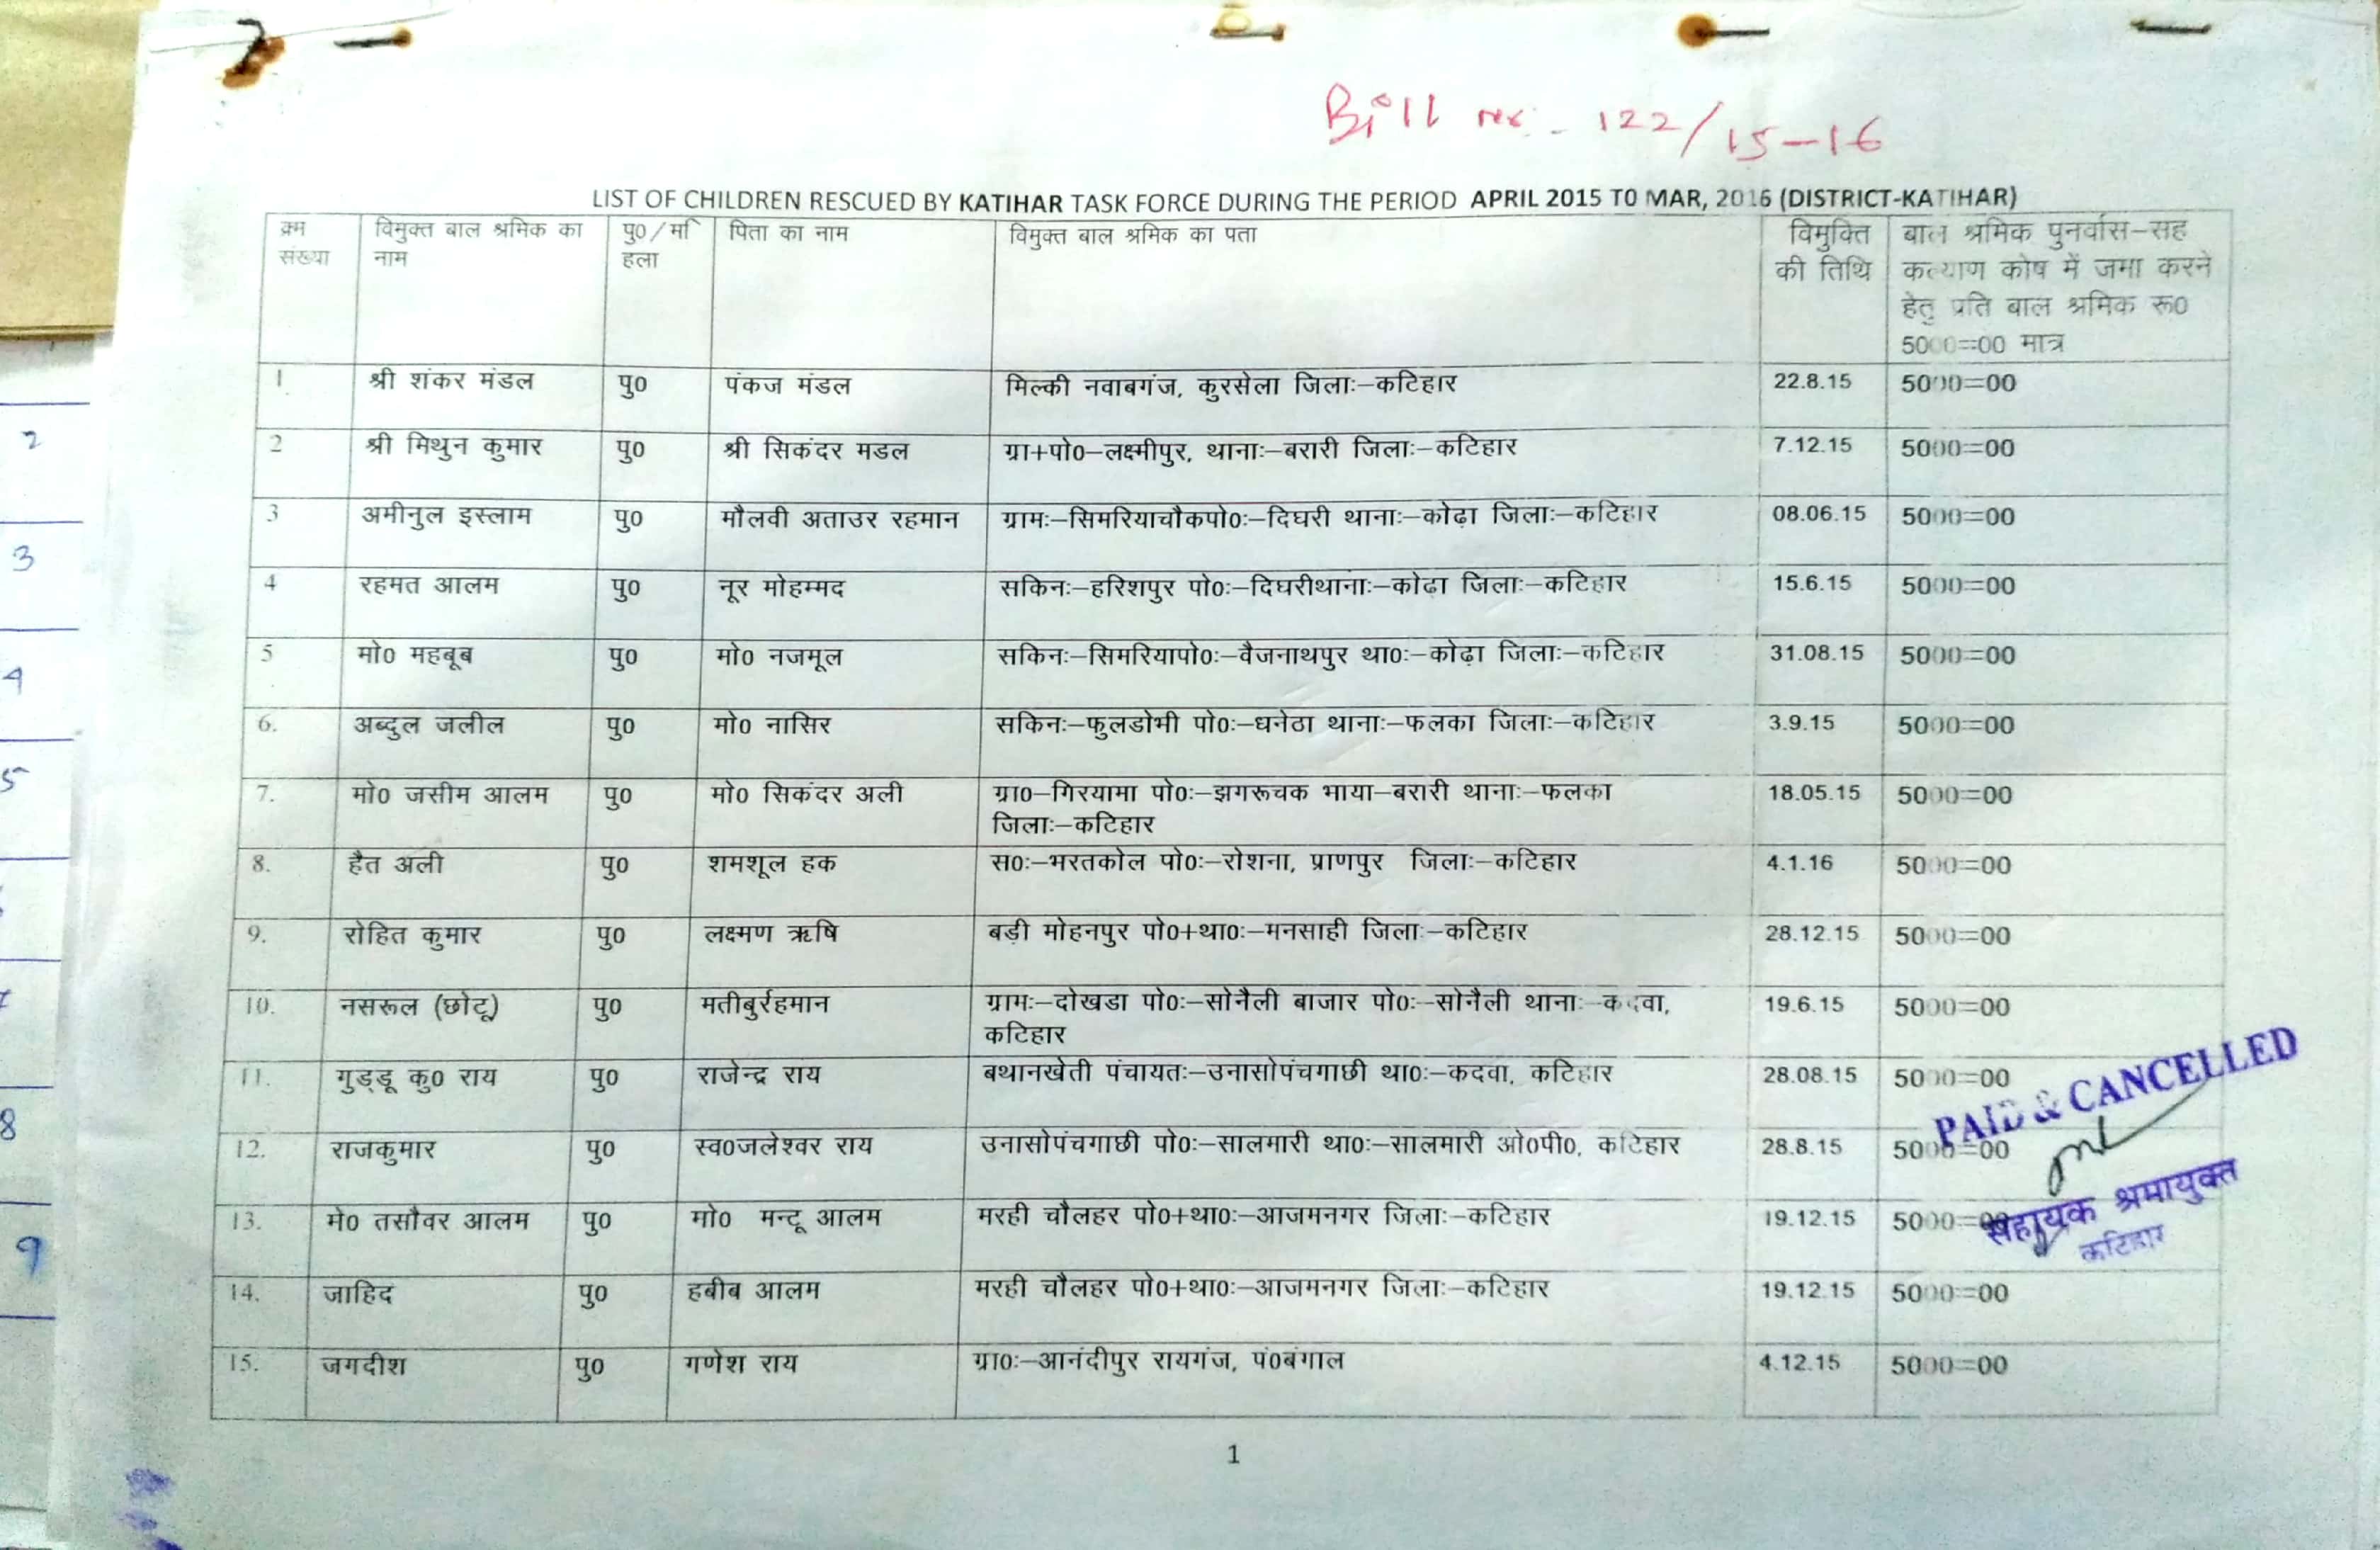 Bill no. - 122/15-16
LIST OF CHILDREN RESCUED BY KATIHAR TASK FORCE DURING THE PERIOD APRIL 2015 TO MAR, 2016 (DISTRICT-KATIHAR)
क्रम संख्या विमुक्त बाल श्रमिक का नाम पु0/महिला पिता का नाम विमुक्त बाल श्रमिक का पता विमुक्ति की तिथि बाल श्रमिक पुनर्वास-सह कल्याण कोष में जमा करने हेतु प्रति बाल श्रमिक रू0 5000=00 मात्र
1 श्री शंकर मंडल पु0 पंकज मंडल मिल्की नवाबगंज, कुरसेला जिलाः-कटिहार 22.8.15 5000=00
2 श्री मिथुन कुमार पु0 श्री सिकंदर मडल ग्रा+पो0-लक्ष्मीपुर, थानाः-बरारी जिलाः-कटिहार 7.12.15 5000=00
3 अमीनुल इस्लाम पु0 मौलवी अताउर रहमान ग्रामः-सिमरियाचौकपो0ः-दिघरी थानाः-कोढ़ा जिलाः-कटिहार 08.06.15 5000=00
4 रहमत आलम पु0 नूर मोहम्मद सकिनः-हरिशपुर पो0ः-दिघरीथानाः-कोढा जिलाः-कटिहार 15.6.15 5000=00
5 मो0 महबूब पु0 मो0 नजमूल सकिनः-सिमरियापो0ः-वैजनाथपुर था0ः-कोढ़ा जिलाः-कटिहार 31.08.15 5000=00
6. अब्दुल जलील पु0 मो0 नासिर सकिनः-फुलडोभी पो0ः-धनेठा थानाः-फलका जिलाः-कटिहार 3.9.15 5000=00
7. मो0 जसीम आलम पु0 मो0 सिकंदर अली ग्रा0-गिरयामा पो0ः-झगरूचक भाया-बरारी थानाः-फलका 18.05.15 5000=00
जिलाः-कटिहार
8. हैत अली पु0 शमशूल हक स0ः-भरतकोल पो0ः-रोशना, प्राणपुर जिलाः-कटिहार 4.1.16 5000=00
9. रोहित कुमार पु0 लक्ष्मण ऋषि बड़ी मोहनपुर पो0+था0ः-मनसाही जिलाः-कटिहार 28.12.15 5000=00
10. नसरूल (छोटू) पु0 मतीबुर्रहमान ग्रामः-दोखडा पो0ः-सोनैली बाजार पो0ः-सोनैली थानाः-कदवा, 19.6.15 5000=00
कटिहार
11. गुड्डू कु0 राय पु0 राजेन्द्र राय बथानखेती पंचायतः-उनासोपंचगाछी था0ः-कदवा, कटिहार 28.08.15 5000=00
12. राजकुमार पु0 स्व0जलेश्वर राय उनासोपंचगाछी पो0ः-सालमारी था0ः-सालमारी ओ0पी0, कटिहार 28.8.15 5000=00
13. मे0 तसौवर आलम पु0 मो0 मन्टू आलम मरही चौलहर पो0+था0ः-आजमनगर जिलाः-कटिहार 19.12.15 5000=00
14. जाहिद पु0 हबीब आलम मरही चौलहर पो0+था0ः-आजमनगर जिलाः-कटिहार 19.12.15 5000=00
15. जगदीश पु0 गणेश राय ग्रा0ः-आनंदीपुर रायगंज, पं0बंगाल 4.12.15 5000=00
PAID & CANCELLED
सहायक श्रमायुक्त
कटिहार
1
2
3
4
5
8
9